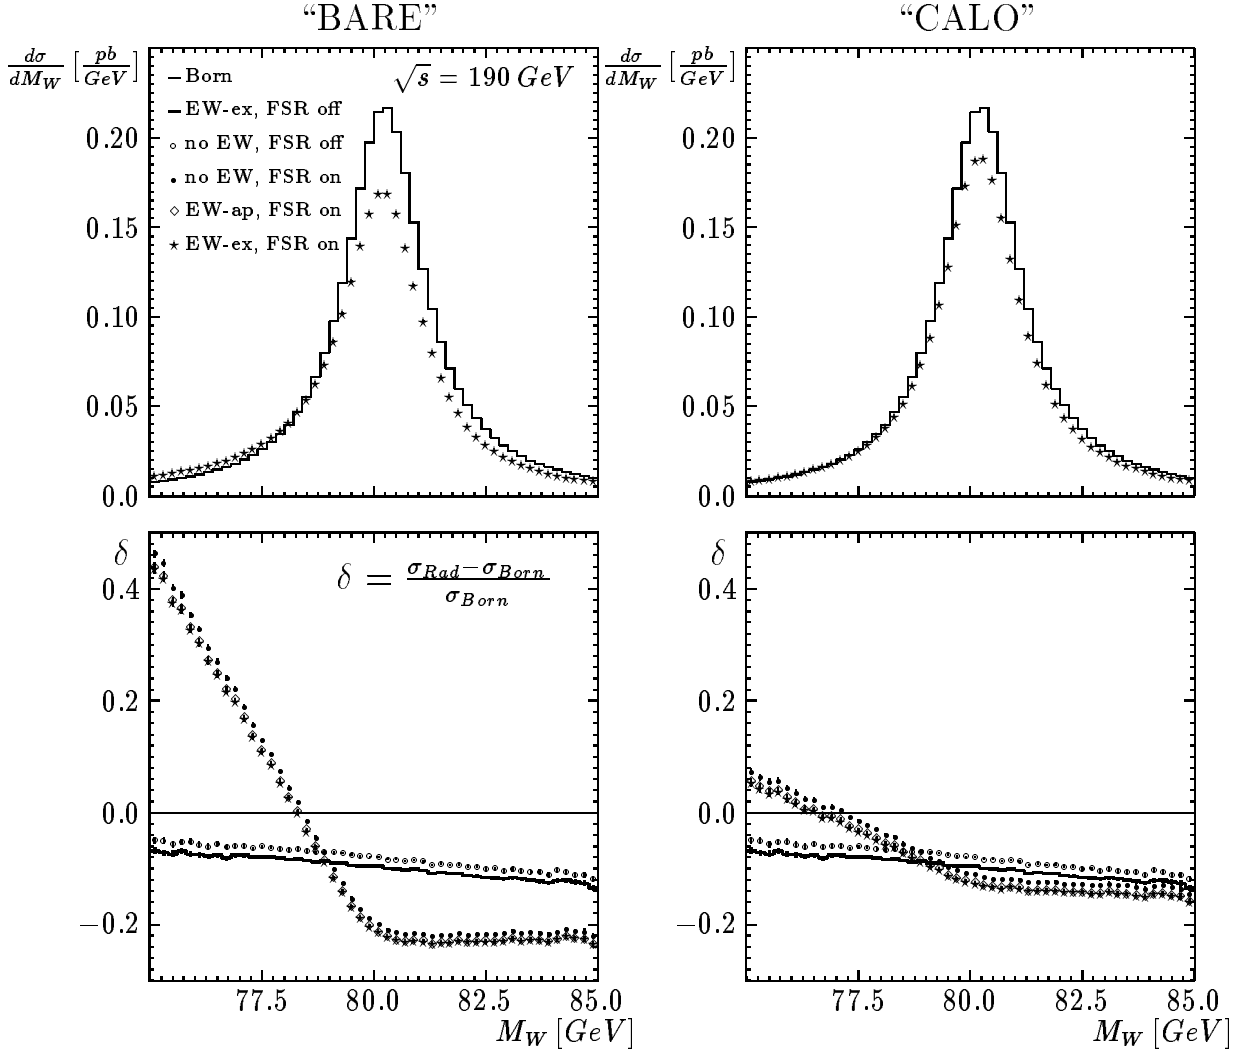 “BARE”
“CALO”
dσ/dM_W [pb/GeV]
√s = 190 GeV
– Born
– EW-ex, FSR off
∘ no EW, FSR off
• no EW, FSR on
◇ EW-ap, FSR on
★ EW-ex, FSR on
0.20
0.15
0.10
0.05
0.0
dσ/dM_W [pb/GeV]
0.20
0.15
0.10
0.05
0.0
δ
δ = (σ_Rad − σ_Born)/σ_Born
0.4
0.2
0.0
−0.2
77.5 80.0 82.5 85.0
M_W [GeV]
δ
0.4
0.2
0.0
−0.2
77.5 80.0 82.5 85.0
M_W [GeV]